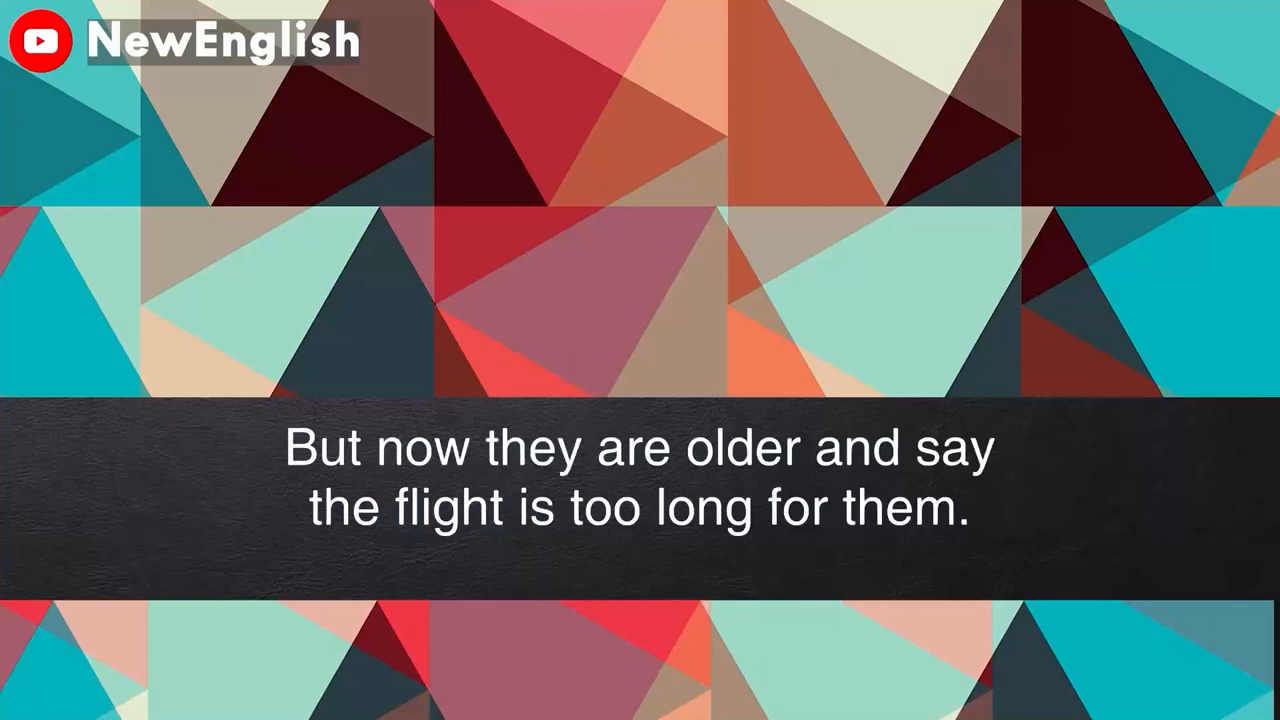 NewEnglish
But now they are older and say
the flight is too long for them.